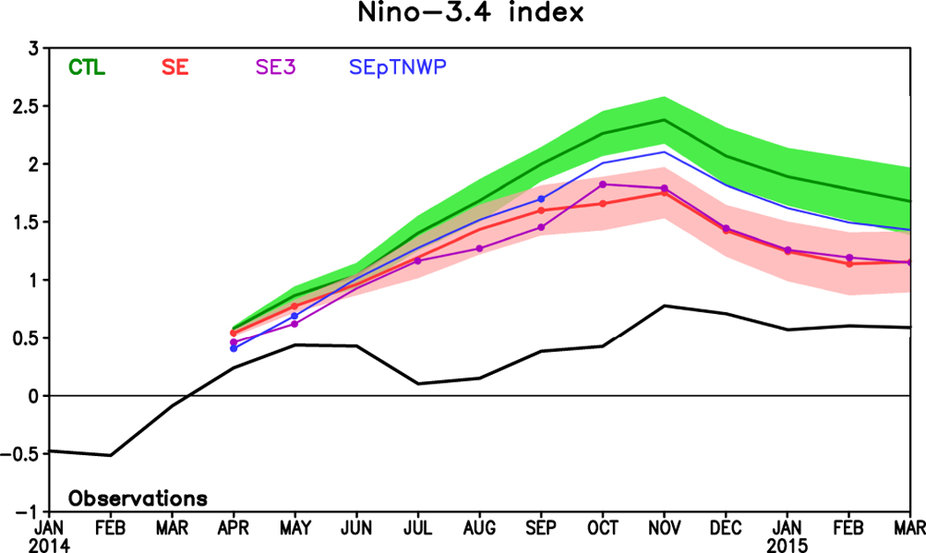 Nino-3.4 index
3
CTL SE SE3 SEpTNWP
2.5
2
1.5
1
0.5
0
-0.5
Observations
-1
JAN FEB MAR APR MAY JUN JUL AUG SEP OCT NOV DEC JAN FEB MAR
2014 2015